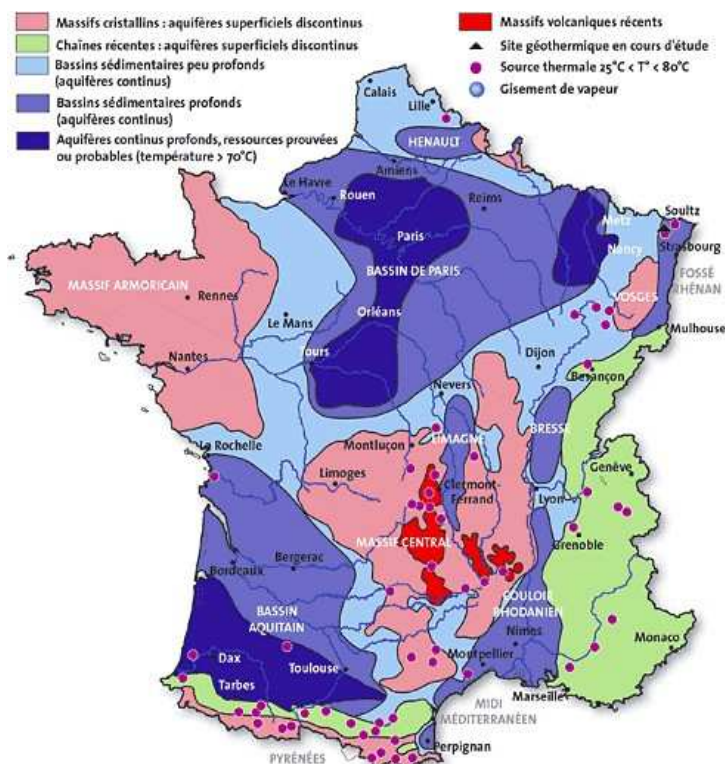 Massifs cristallins : aquifères superficiels discontinus
Chaînes récentes : aquifères superficiels discontinus
Bassins sédimentaires peu profonds
(aquifères continus)
Bassins sédimentaires profonds
(aquifères continus)
Aquifères continus profonds, ressources prouvées
ou probables (température > 70°C)
Massifs volcaniques récents
Site géothermique en cours d'étude
Source thermale 25°C < T° < 80°C
Gisement de vapeur
Calais
Lille
HENAULT
Amiens
Le Havre
Rouen
Reims
Metz
Soultz
Paris
Nancy
Strasbourg
BASSIN DE PARIS
FOSSÉ
RHÉNAN
MASSIF ARMORICAIN
Rennes
VOSGES
Orléans
Le Mans
Mulhouse
Tours
Nantes
Dijon
Besançon
Nevers
La Rochelle
Montluçon
LIMAGNE
BRESSE
Limoges
Genève
Clermont-
Ferrand
Lyon
MASSIF CENTRAL
Grenoble
Bergerac
Bordeaux
COULOIR
RHODANIEN
BASSIN
AQUITAIN
Nîmes
Monaco
Dax
Toulouse
Montpellier
Tarbes
Marseille
MIDI
MÉDITERRANÉEN
Perpignan
PYRÉNÉES